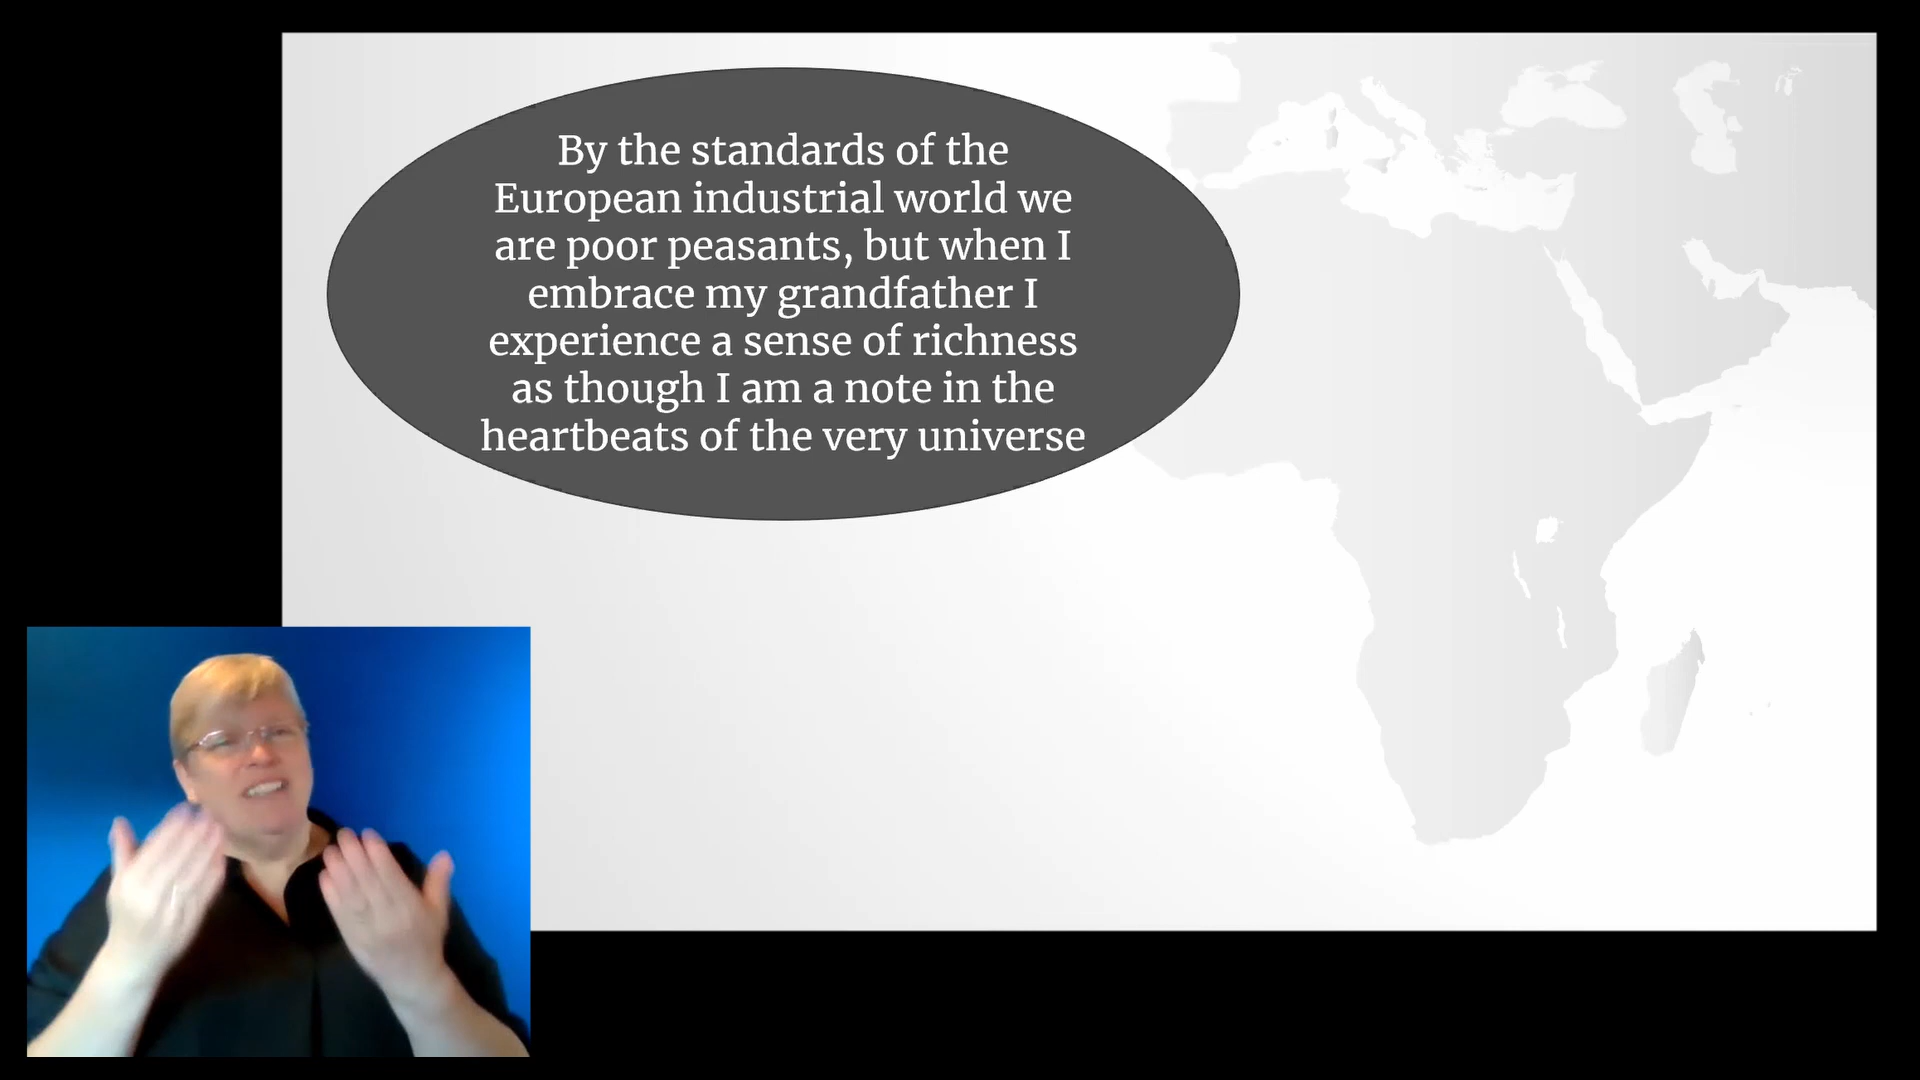 By the standards of the
European industrial world we
are poor peasants, but when I
embrace my grandfather I
experience a sense of richness
as though I am a note in the
heartbeats of the very universe